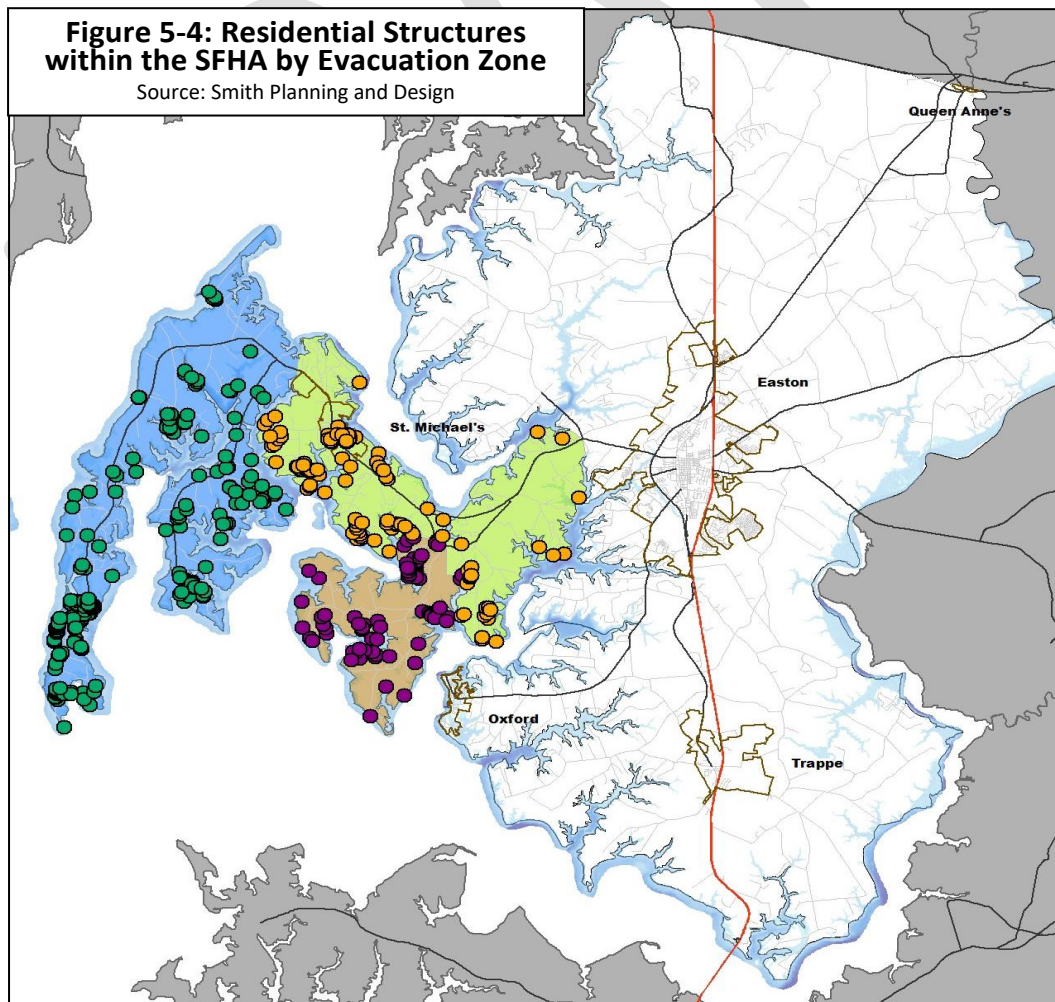 Figure 5-4: Residential Structures
within the SFHA by Evacuation Zone
Source: Smith Planning and Design
Queen Anne's
Easton
St. Michael's
Oxford
Trappe